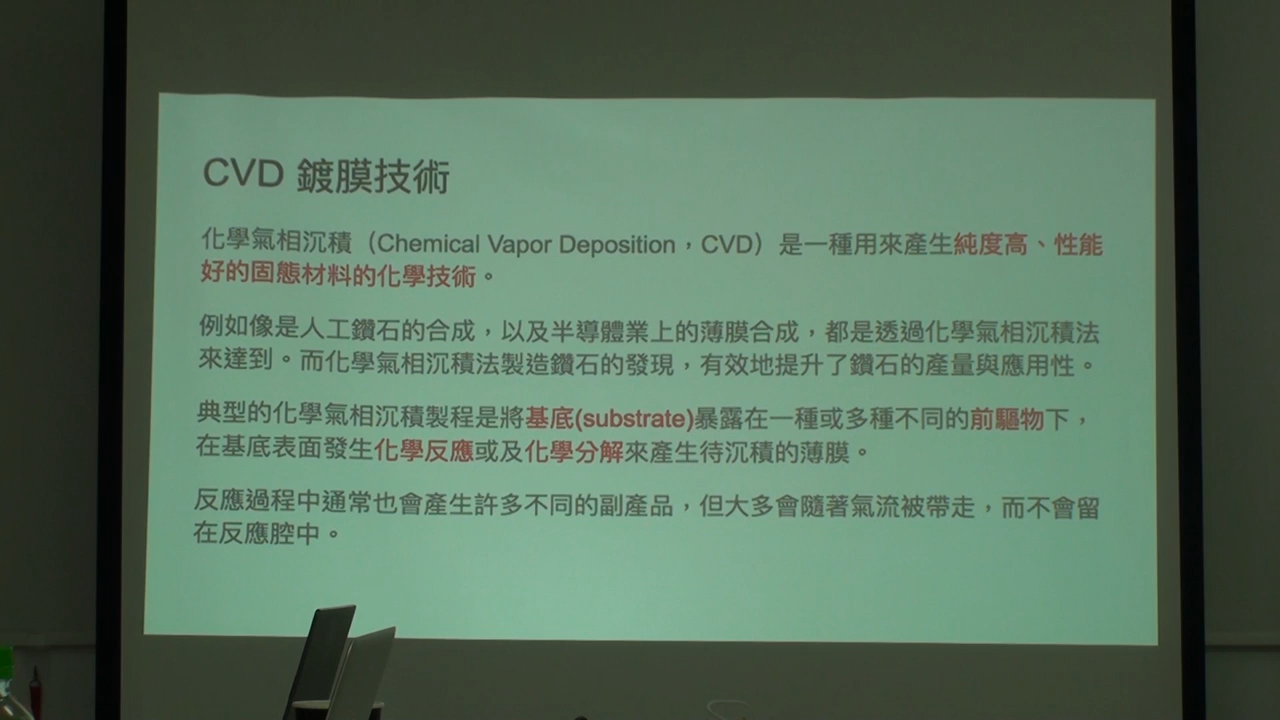 CVD 鍍膜技術
化學氣相沉積（Chemical Vapor Deposition，CVD）是一種用來產生純度高、性能
好的固態材料的化學技術。
例如像是人工鑽石的合成，以及半導體業上的薄膜合成，都是透過化學氣相沉積法
來達到。而化學氣相沉積法製造鑽石的發現，有效地提升了鑽石的產量與應用性。
典型的化學氣相沉積製程是將基底(substrate)暴露在一種或多種不同的前驅物下，
在基底表面發生化學反應或及化學分解來產生待沉積的薄膜。
反應過程中通常也會產生許多不同的副產品，但大多會隨著氣流被帶走，而不會留
在反應腔中。